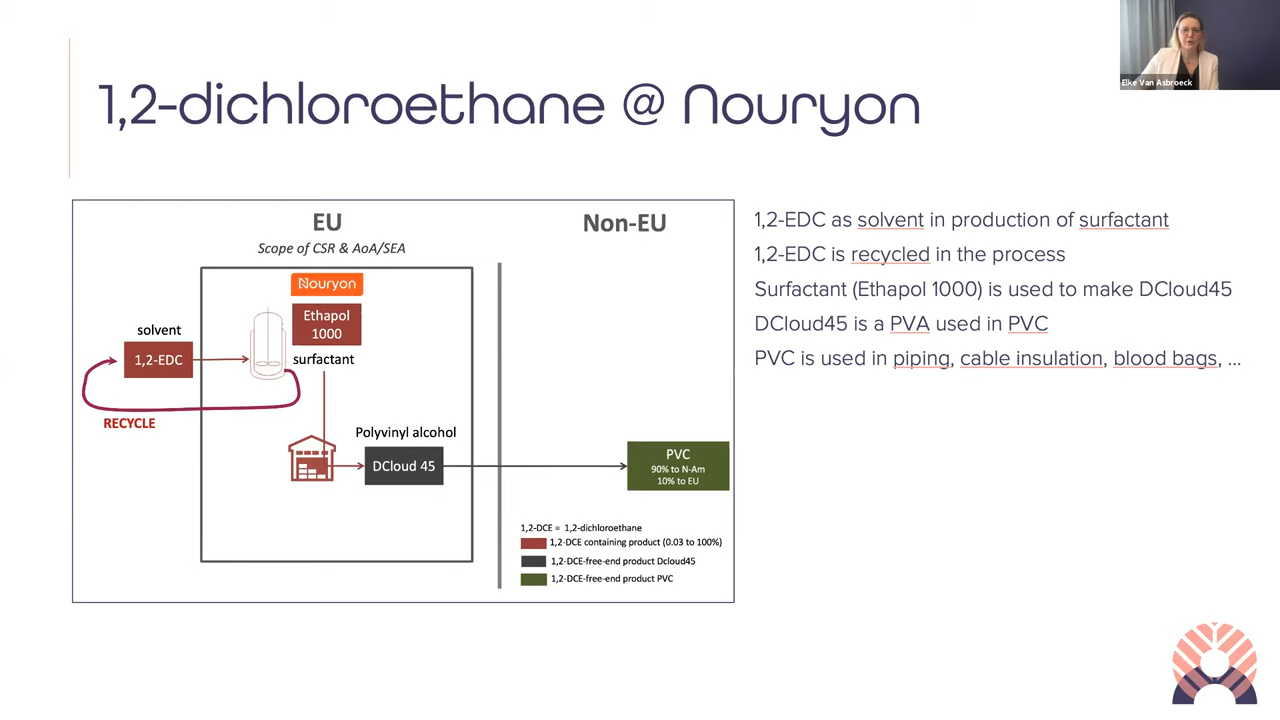 Elke Van Asbroeck
1,2-dichloroethane @ Nouryon
EU
Non-EU
Scope of CSR & AoA/SEA
Nouryon
Ethapol
1000
solvent
1,2-EDC
surfactant
RECYCLE
Polyvinyl alcohol
DCloud 45
PVC
90% to N-Am
10% to EU
1,2-DCE = 1,2-dichloroethane
1,2-DCE containing product (0.03 to 100%)
1,2-DCE-free-end product Dcloud45
1,2-DCE-free-end product PVC
1,2-EDC as solvent in production of surfactant
1,2-EDC is recycled in the process
Surfactant (Ethapol 1000) is used to make DCloud45
DCloud45 is a PVA used in PVC
PVC is used in piping, cable insulation, blood bags, ...